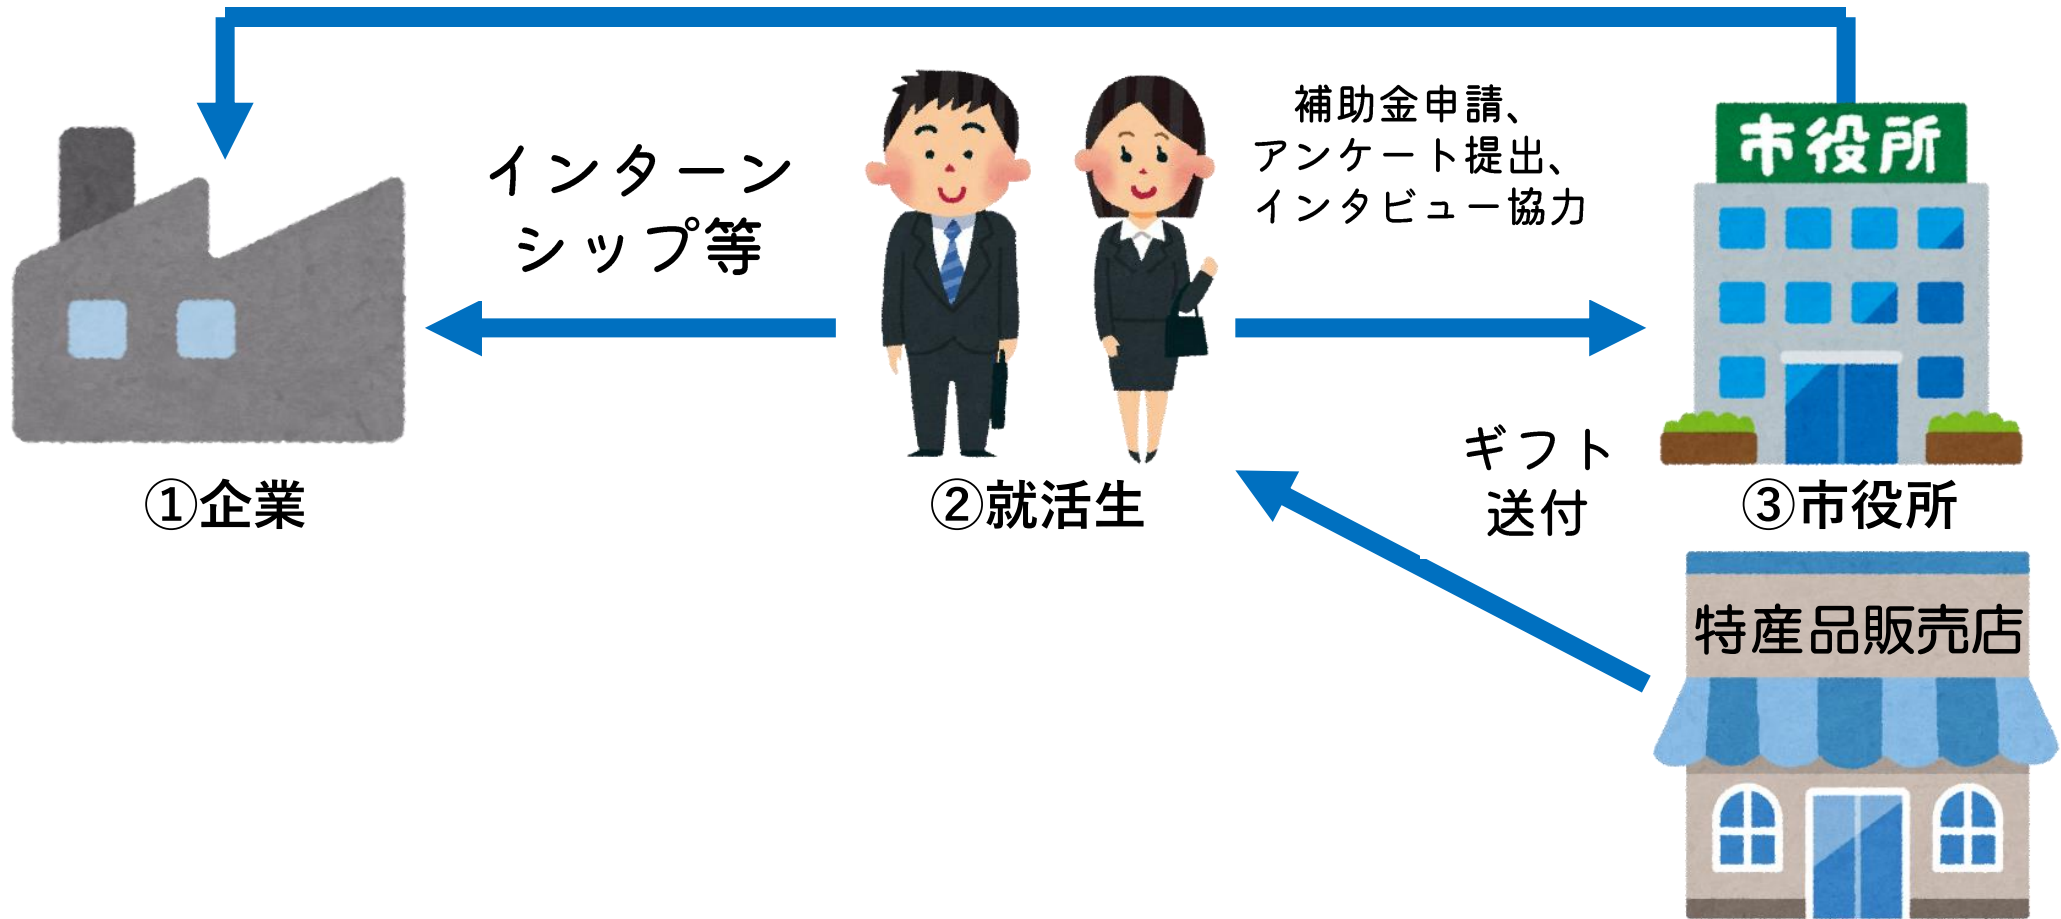 インターン
シップ等
補助金申請、
アンケート提出、
インタビュー協力
市役所
ギフト
送付
①企業
②就活生
③市役所
特産品販売店